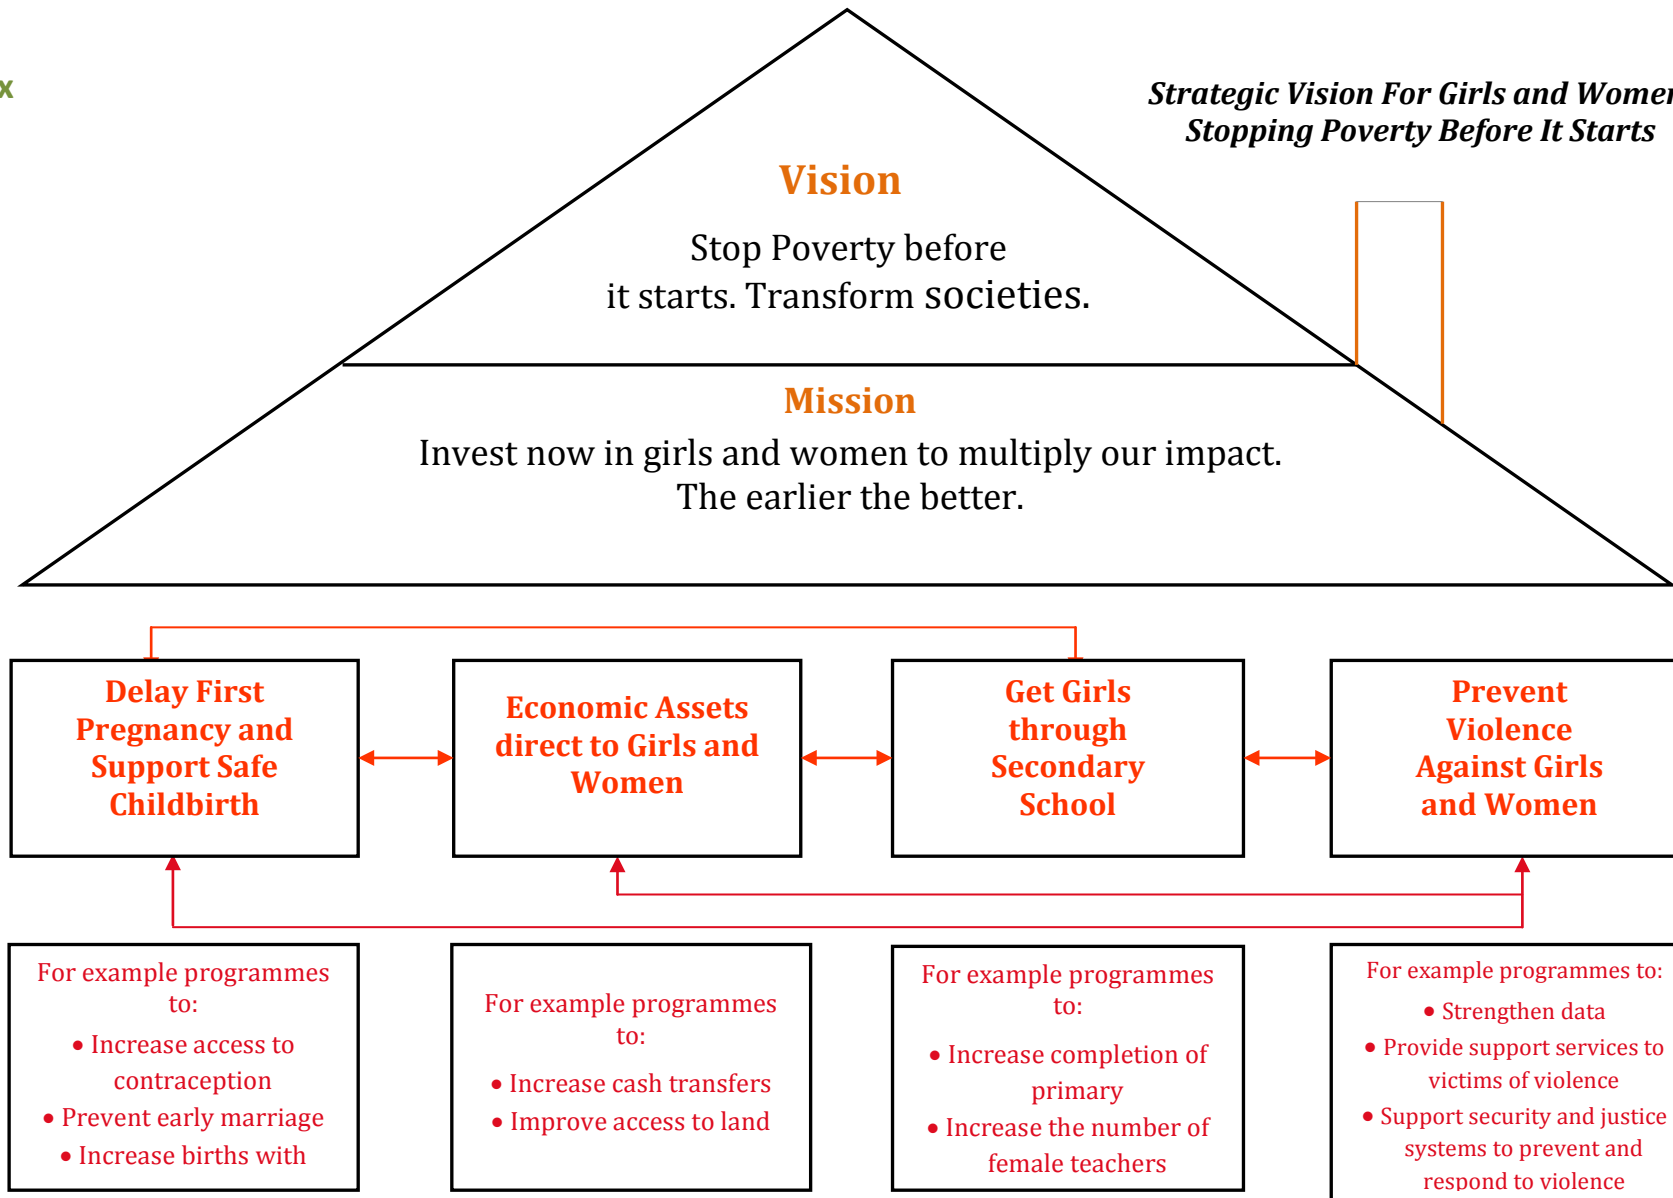 x
Strategic Vision For Girls and Women
Stopping Poverty Before It Starts
Vision
Stop Poverty before
it starts. Transform societies.
Mission
Invest now in girls and women to multiply our impact.
The earlier the better.
Delay First
Pregnancy and
Support Safe
Childbirth
Economic Assets
direct to Girls and
Women
Get Girls
through
Secondary
School
Prevent
Violence
Against Girls
and Women
For example programmes
to:
• Increase access to
contraception
• Prevent early marriage
• Increase births with
For example programmes
to:
• Increase cash transfers
• Improve access to land
For example programmes
to:
• Increase completion of
primary
• Increase the number of
female teachers
For example programmes to:
• Strengthen data
• Provide support services to
victims of violence
• Support security and justice
systems to prevent and
respond to violence